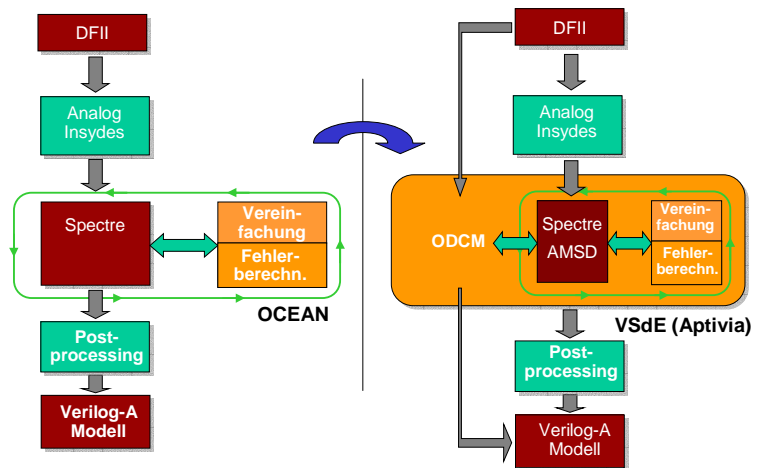 DFII
Analog
Insydes
Spectre
Verein-
fachung
Fehler-
berechn.
OCEAN
Post-
processing
Verilog-A
Modell
DFII
Analog
Insydes
ODCM
Spectre
AMSD
Verein-
fachung
Fehler-
berechn.
VSdE (Aptivia)
Post-
processing
Verilog-A
Modell